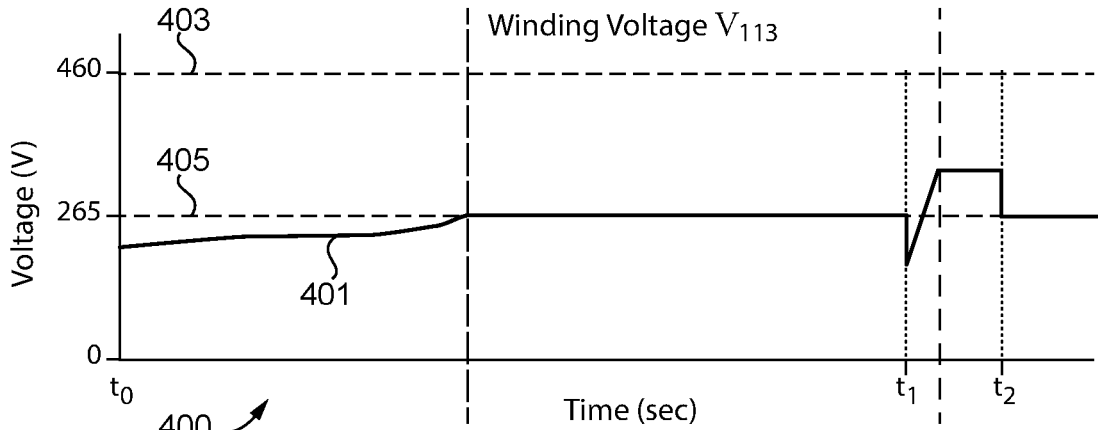 403
Winding Voltage V113
460
405
Voltage (V)
265
401
0
t0
t1
t2
Time (sec)
400